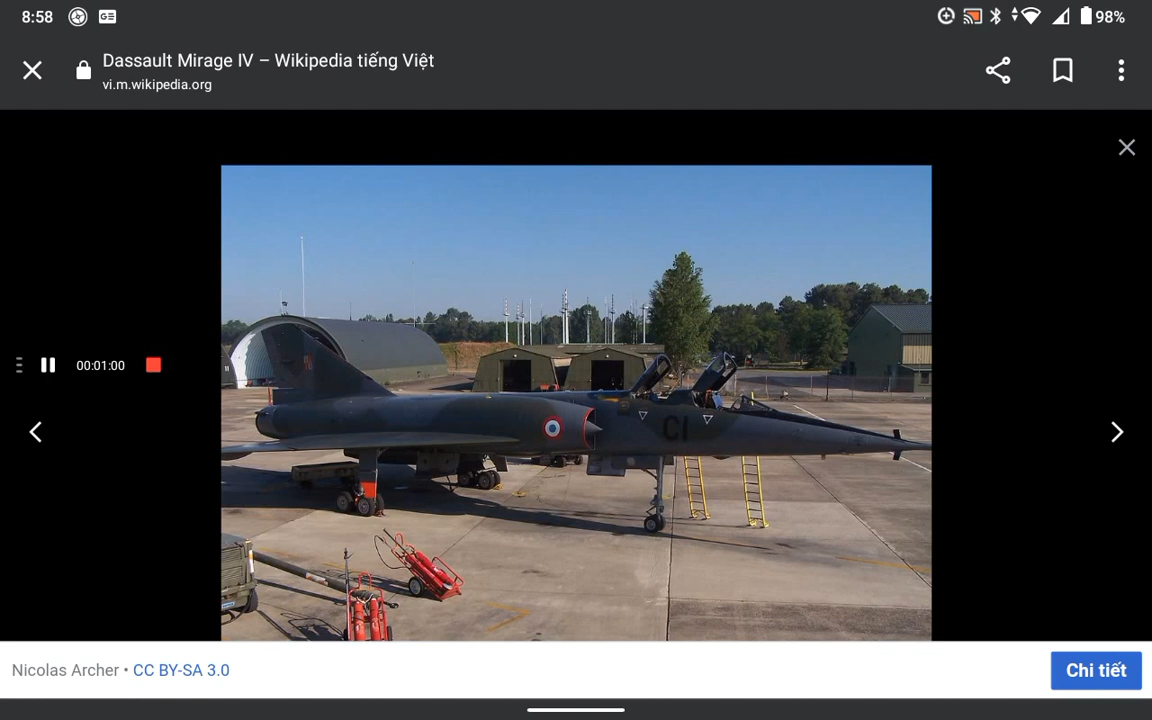 8:58
GE
98%
Dassault Mirage IV – Wikipedia tiếng Việt
vi.m.wikipedia.org
00:01:00
CI
Nicolas Archer • CC BY-SA 3.0
Chi tiết